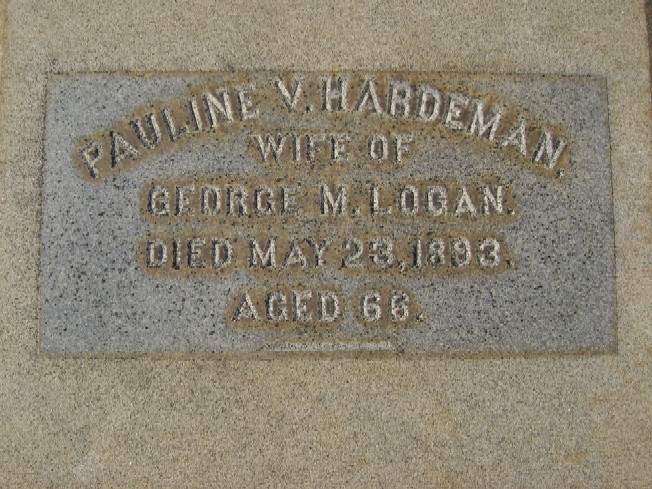 PAULINE V. HARDEMAN,
WIFE OF
GEORGE M. LOGAN.
DIED MAY 23, 1893.
AGED 66.